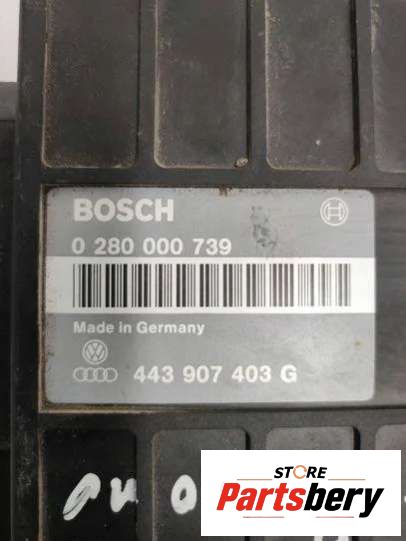 BOSCH
0 280 000 739
Made in Germany
443 907 403 G
STORE
Partsbery